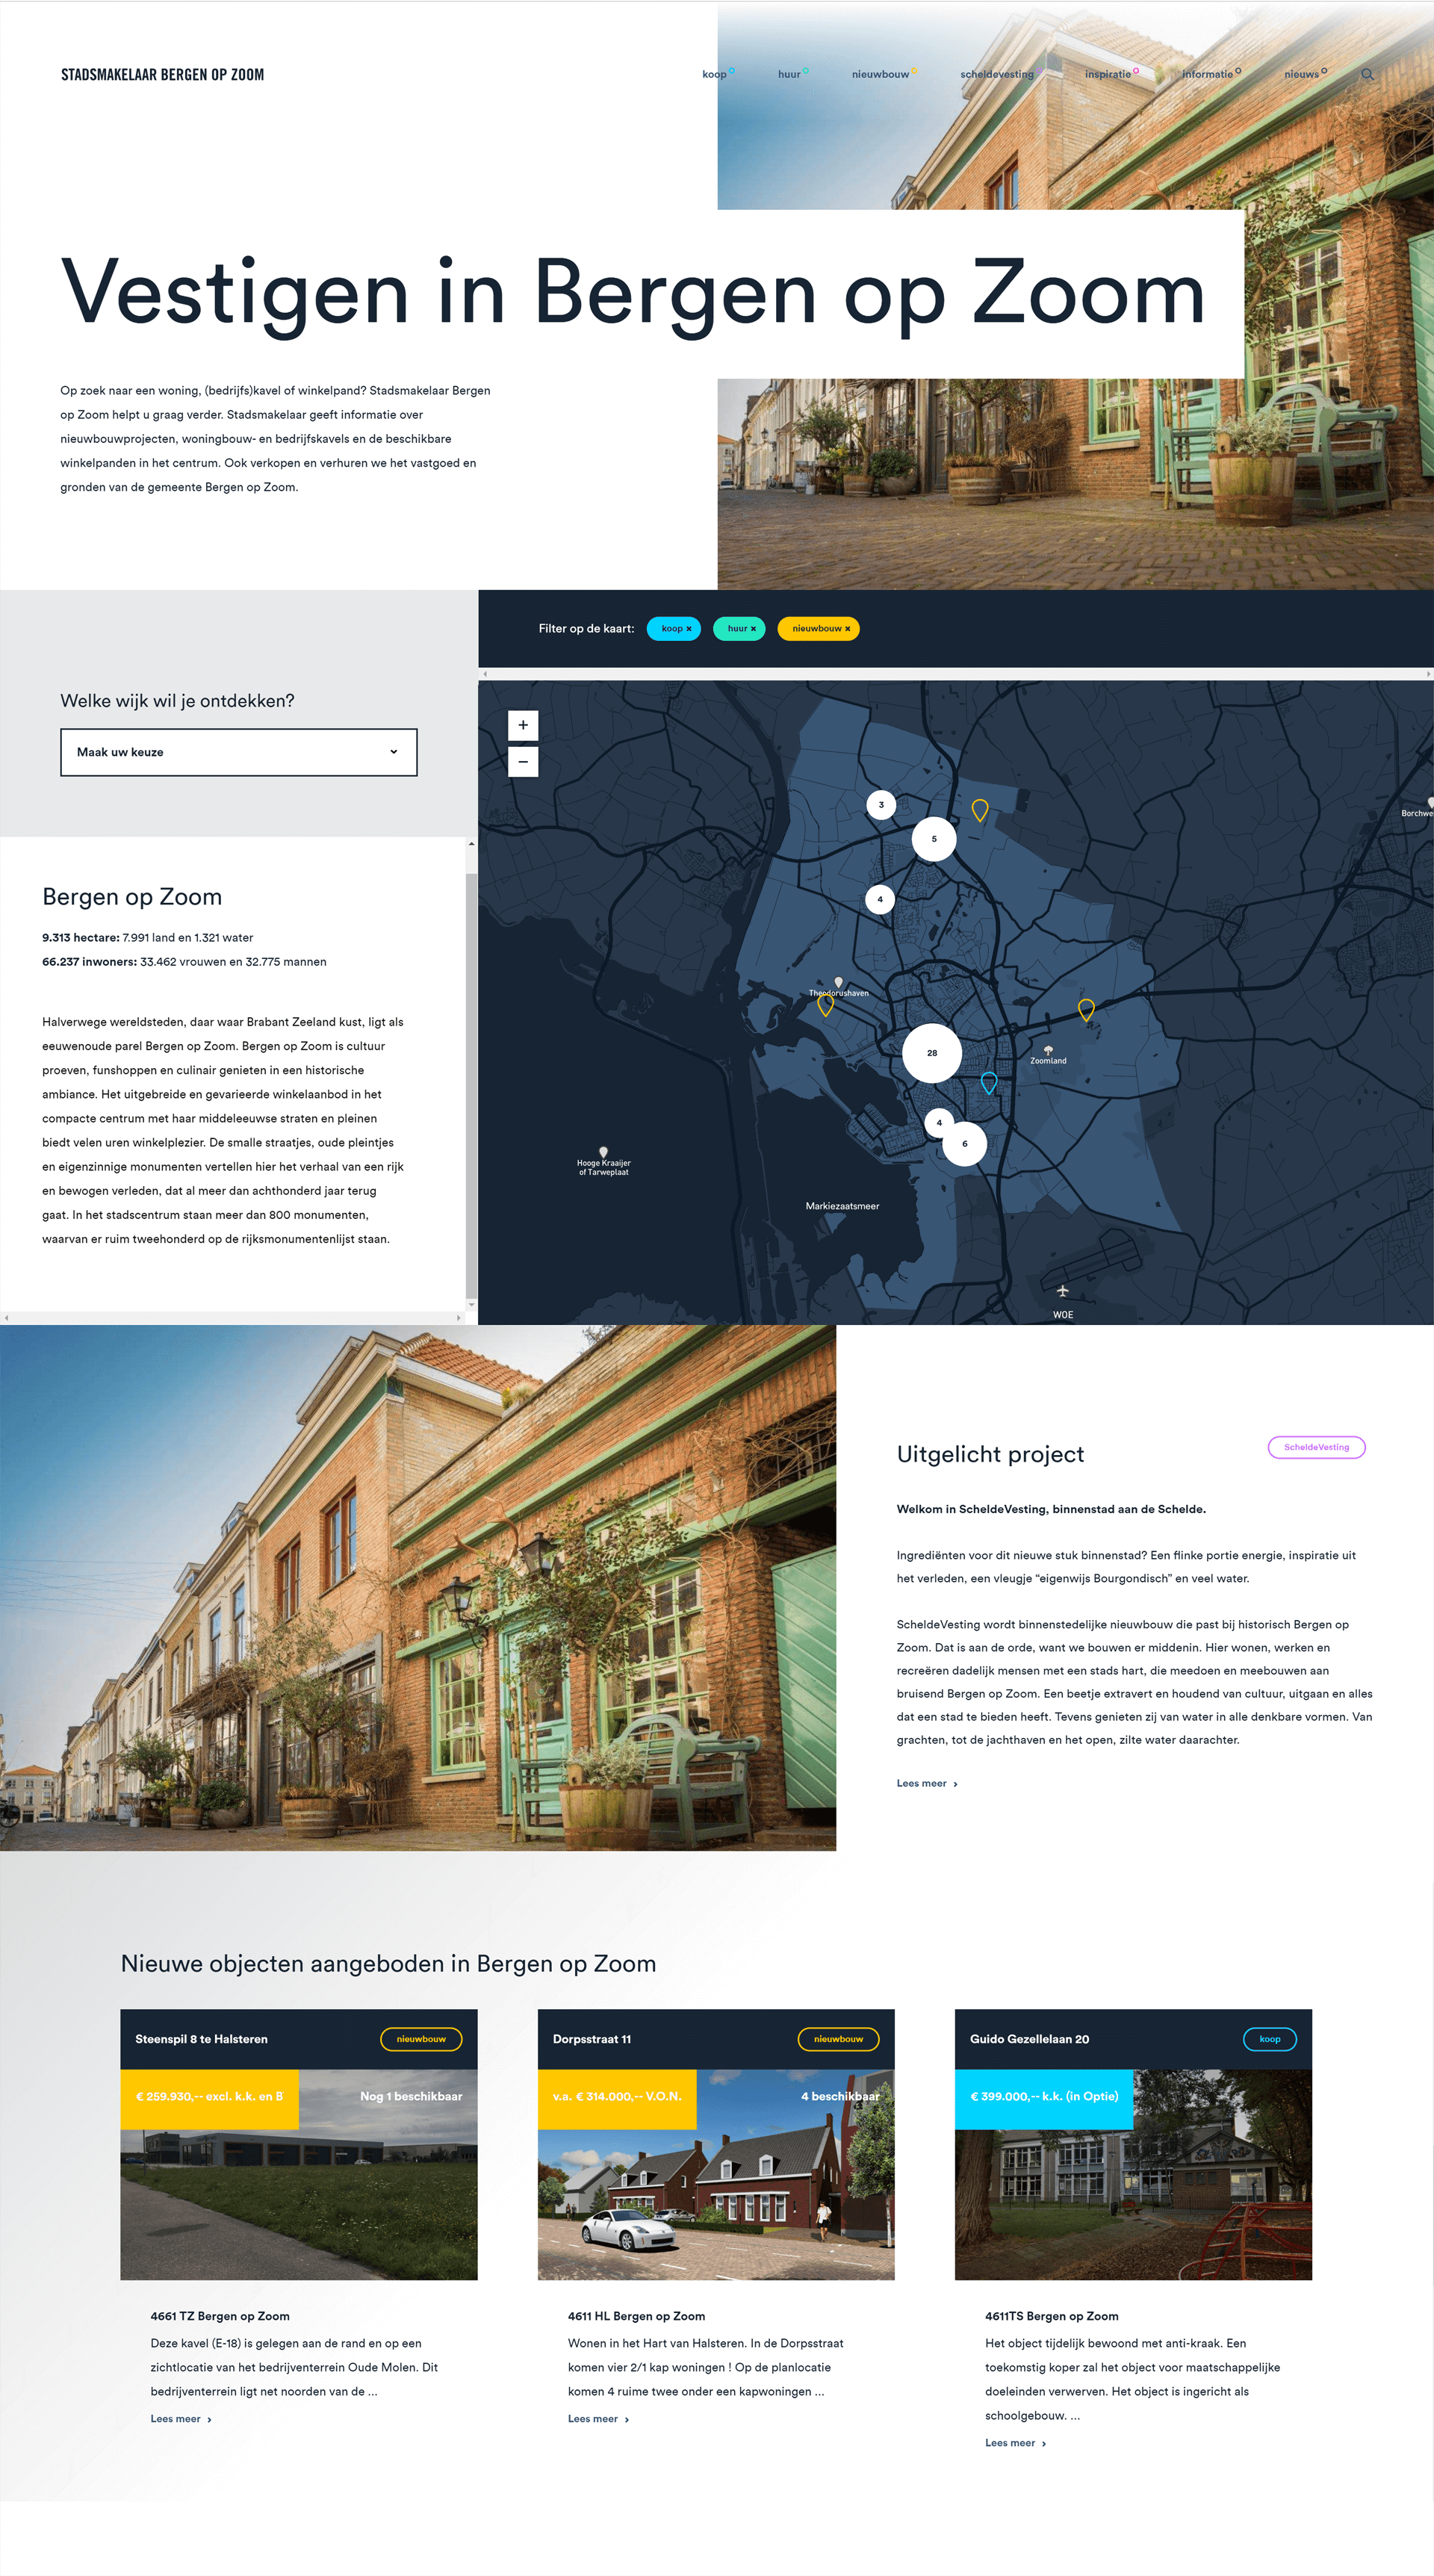 STADSMAKELAAR BERGEN OP ZOOM
koop
huur
nieuwbouw
scheldevesting
inspiratie
informatie
nieuws
Vestigen in Bergen op Zoom
Op zoek naar een woning, (bedrijfs)kavel of winkelpand? Stadsmakelaar Bergen
op Zoom helpt u graag verder. Stadsmakelaar geeft informatie over
nieuwbouwprojecten, woningbouw- en bedrijfskavels en de beschikbare
winkelpanden in het centrum. Ook verkopen en verhuren we het vastgoed en
gronden van de gemeente Bergen op Zoom.
Filter op de kaart:
koop ×
huur ×
nieuwbouw ×
Welke wijk wil je ontdekken?
Maak uw keuze
Bergen op Zoom
9.313 hectare: 7.991 land en 1.321 water
66.237 inwoners: 33.462 vrouwen en 32.775 mannen
Halverwege wereldsteden, daar waar Brabant Zeeland kust, ligt als
eeuwenoude parel Bergen op Zoom. Bergen op Zoom is cultuur
proeven, funshoppen en culinair genieten in een historische
ambiance. Het uitgebreide en gevarieerde winkelaanbod in het
compacte centrum met haar middeleeuwse straten en pleinen
biedt velen uren winkelplezier. De smalle straatjes, oude pleintjes
en eigenzinnige monumenten vertellen hier het verhaal van een rijk
en bewogen verleden, dat al meer dan achthonderd jaar terug
gaat. In het stadscentrum staan meer dan 800 monumenten,
waarvan er ruim tweehonderd op de rijksmonumentenlijst staan.
+
−
3
5
4
Borchwe
Theodorushaven
28
Zoomland
4
6
Hooge Kraaijer
of Tarweplaat
Markiezaatsmeer
WOE
Uitgelicht project
ScheldeVesting
Welkom in ScheldeVesting, binnenstad aan de Schelde.
Ingrediënten voor dit nieuwe stuk binnenstad? Een flinke portie energie, inspiratie uit
het verleden, een vleugje “eigenwijs Bourgondisch” en veel water.
ScheldeVesting wordt binnenstedelijke nieuwbouw die past bij historisch Bergen op
Zoom. Dat is aan de orde, want we bouwen er middenin. Hier wonen, werken en
recreëren dadelijk mensen met een stads hart, die meedoen en meebouwen aan
bruisend Bergen op Zoom. Een beetje extravert en houdend van cultuur, uitgaan en alles
dat een stad te bieden heeft. Tevens genieten zij van water in alle denkbare vormen. Van
grachten, tot de jachthaven en het open, zilte water daarachter.
Lees meer ›
Nieuwe objecten aangeboden in Bergen op Zoom
Steenspil 8 te Halsteren
nieuwbouw
€ 259.930,-- excl. k.k. en B
Nog 1 beschikbaar
4661 TZ Bergen op Zoom
Deze kavel (E-18) is gelegen aan de rand en op een
zichtlocatie van het bedrijventerrein Oude Molen. Dit
bedrijventerrein ligt net noorden van de ...
Lees meer ›
Dorpsstraat 11
nieuwbouw
v.a. € 314.000,-- V.O.N.
4 beschikbaar
4611 HL Bergen op Zoom
Wonen in het Hart van Halsteren. In de Dorpsstraat
komen vier 2/1 kap woningen ! Op de planlocatie
komen 4 ruime twee onder een kapwoningen ...
Lees meer ›
Guido Gezellelaan 20
koop
€ 399.000,-- k.k. (in Optie)
4611TS Bergen op Zoom
Het object tijdelijk bewoond met anti-kraak. Een
toekomstig koper zal het object voor maatschappelijke
doeleinden verwerven. Het object is ingericht als
schoolgebouw. ...
Lees meer ›